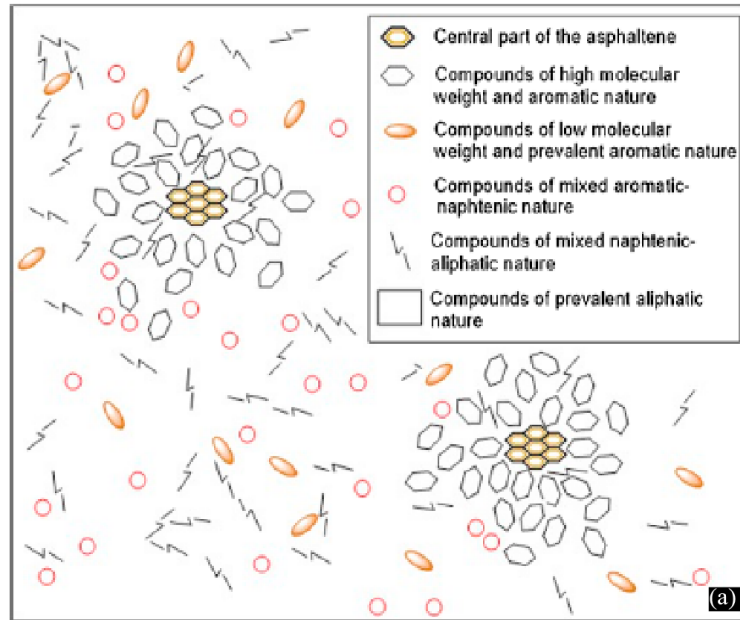 Central part of the asphaltene
Compounds of high molecular
weight and aromatic nature
Compounds of low molecular
weight and prevalent aromatic nature
Compounds of mixed aromatic-
naphtenic nature
Compounds of mixed naphtenic-
aliphatic nature
Compounds of prevalent aliphatic
nature
(a)